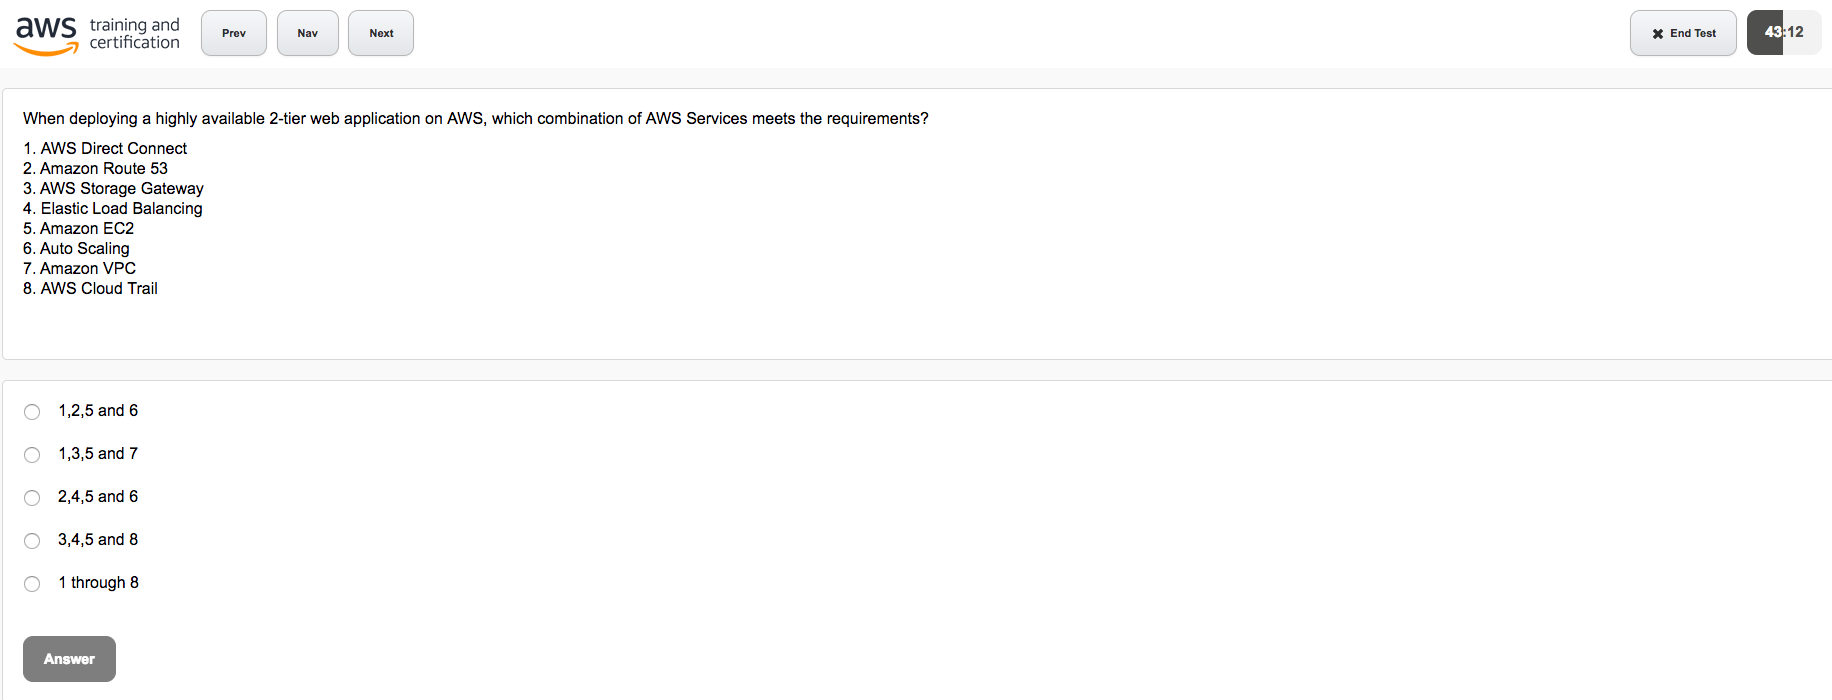 aws training and
certification
Prev
Nav
Next
End Test
43:12
When deploying a highly available 2-tier web application on AWS, which combination of AWS Services meets the requirements?
1. AWS Direct Connect
2. Amazon Route 53
3. AWS Storage Gateway
4. Elastic Load Balancing
5. Amazon EC2
6. Auto Scaling
7. Amazon VPC
8. AWS Cloud Trail
1,2,5 and 6
1,3,5 and 7
2,4,5 and 6
3,4,5 and 8
1 through 8
Answer